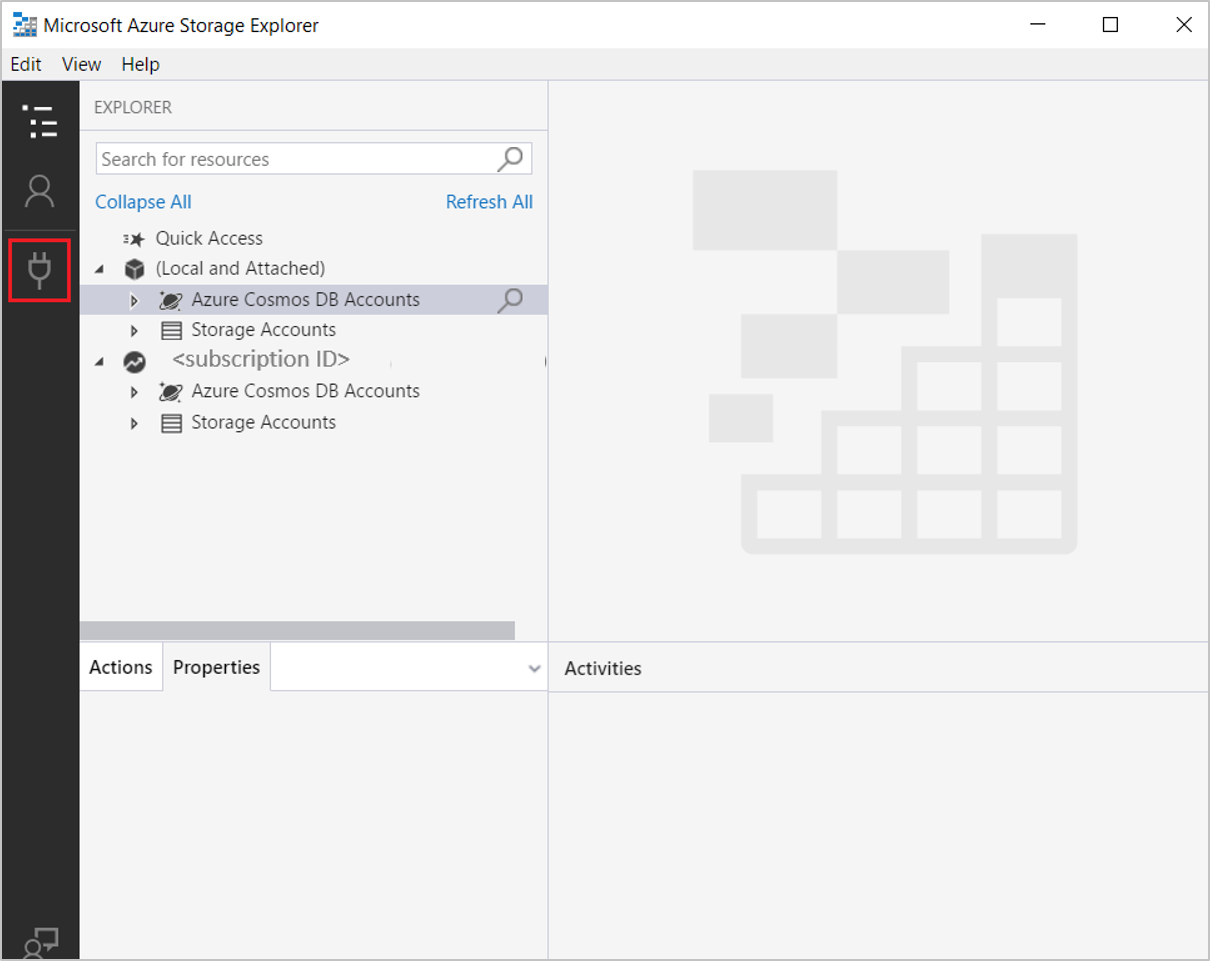 Microsoft Azure Storage Explorer
Edit View Help
EXPLORER
Search for resources
Collapse All Refresh All
Quick Access
(Local and Attached)
Azure Cosmos DB Accounts
Storage Accounts
<subscription ID>
Azure Cosmos DB Accounts
Storage Accounts
Actions Properties
Activities